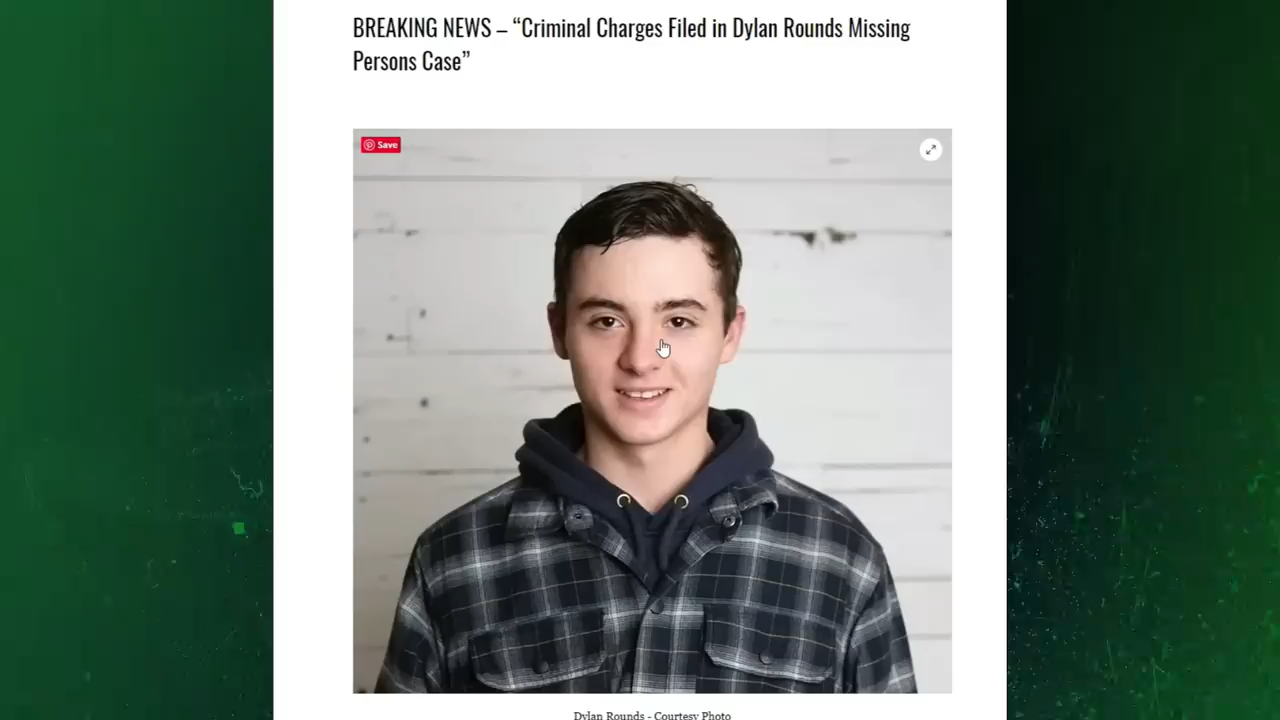 BREAKING NEWS – “Criminal Charges Filed in Dylan Rounds Missing
Persons Case”
Save
Dylan Rounds - Courtesy Photo